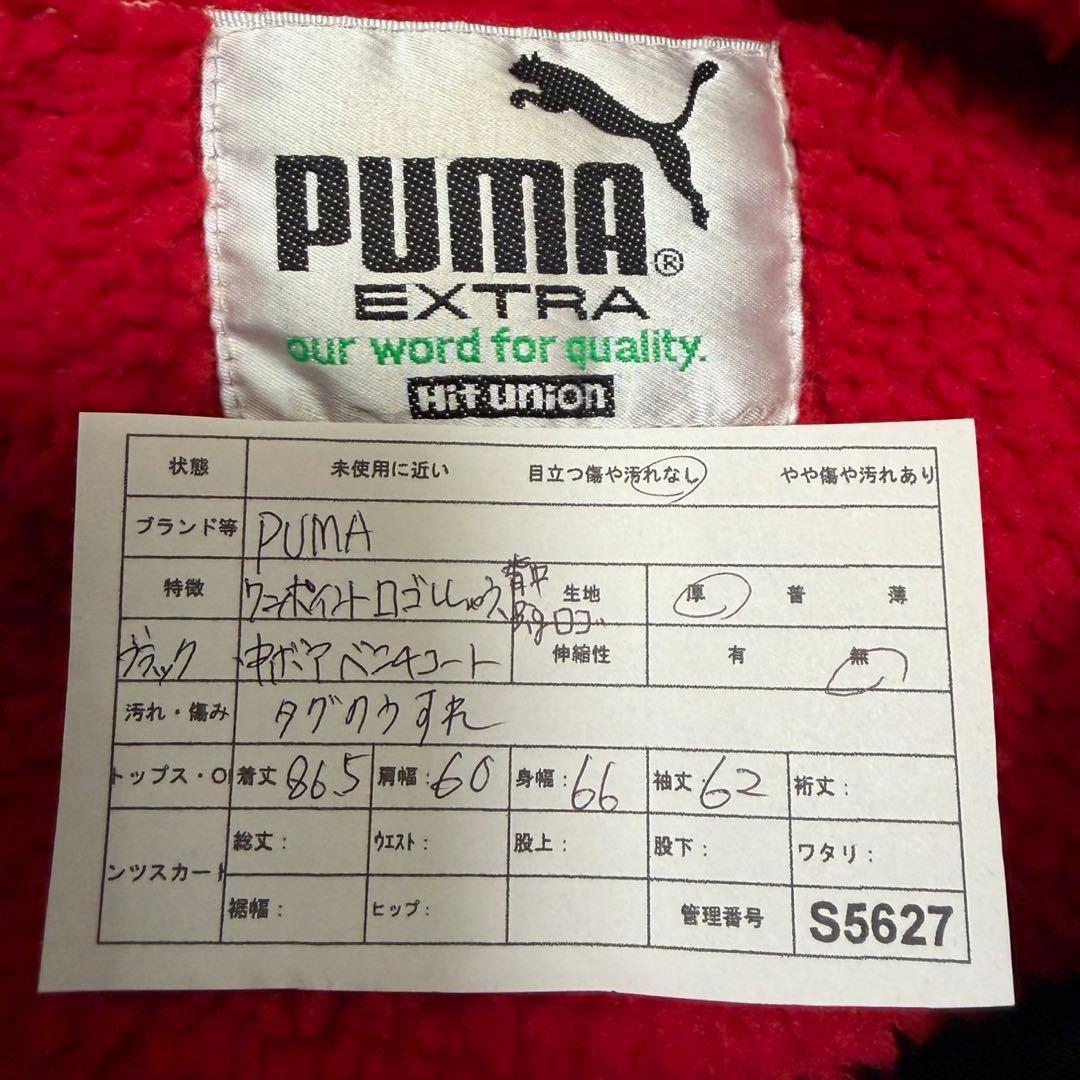 PUMA®
EXTRA
our word for quality.
Hit union
状態 未使用に近い 目立つ傷や汚れなし やや傷や汚れあり
ブランド等 PUMA
特徴 ワンポイントロゴししゅう、背中 生地 厚 普 薄
ロゴ
ブラック 中ボア ベンチコート 伸縮性 有 無
汚れ・傷み タグのうすれ
トップス・O 着丈 86.5 肩幅:60 身幅:66 袖丈:62 裄丈:
ンツスカート 総丈: ウエスト: 股上: 股下: ワタリ:
裾幅: ヒップ: 管理番号 S5627